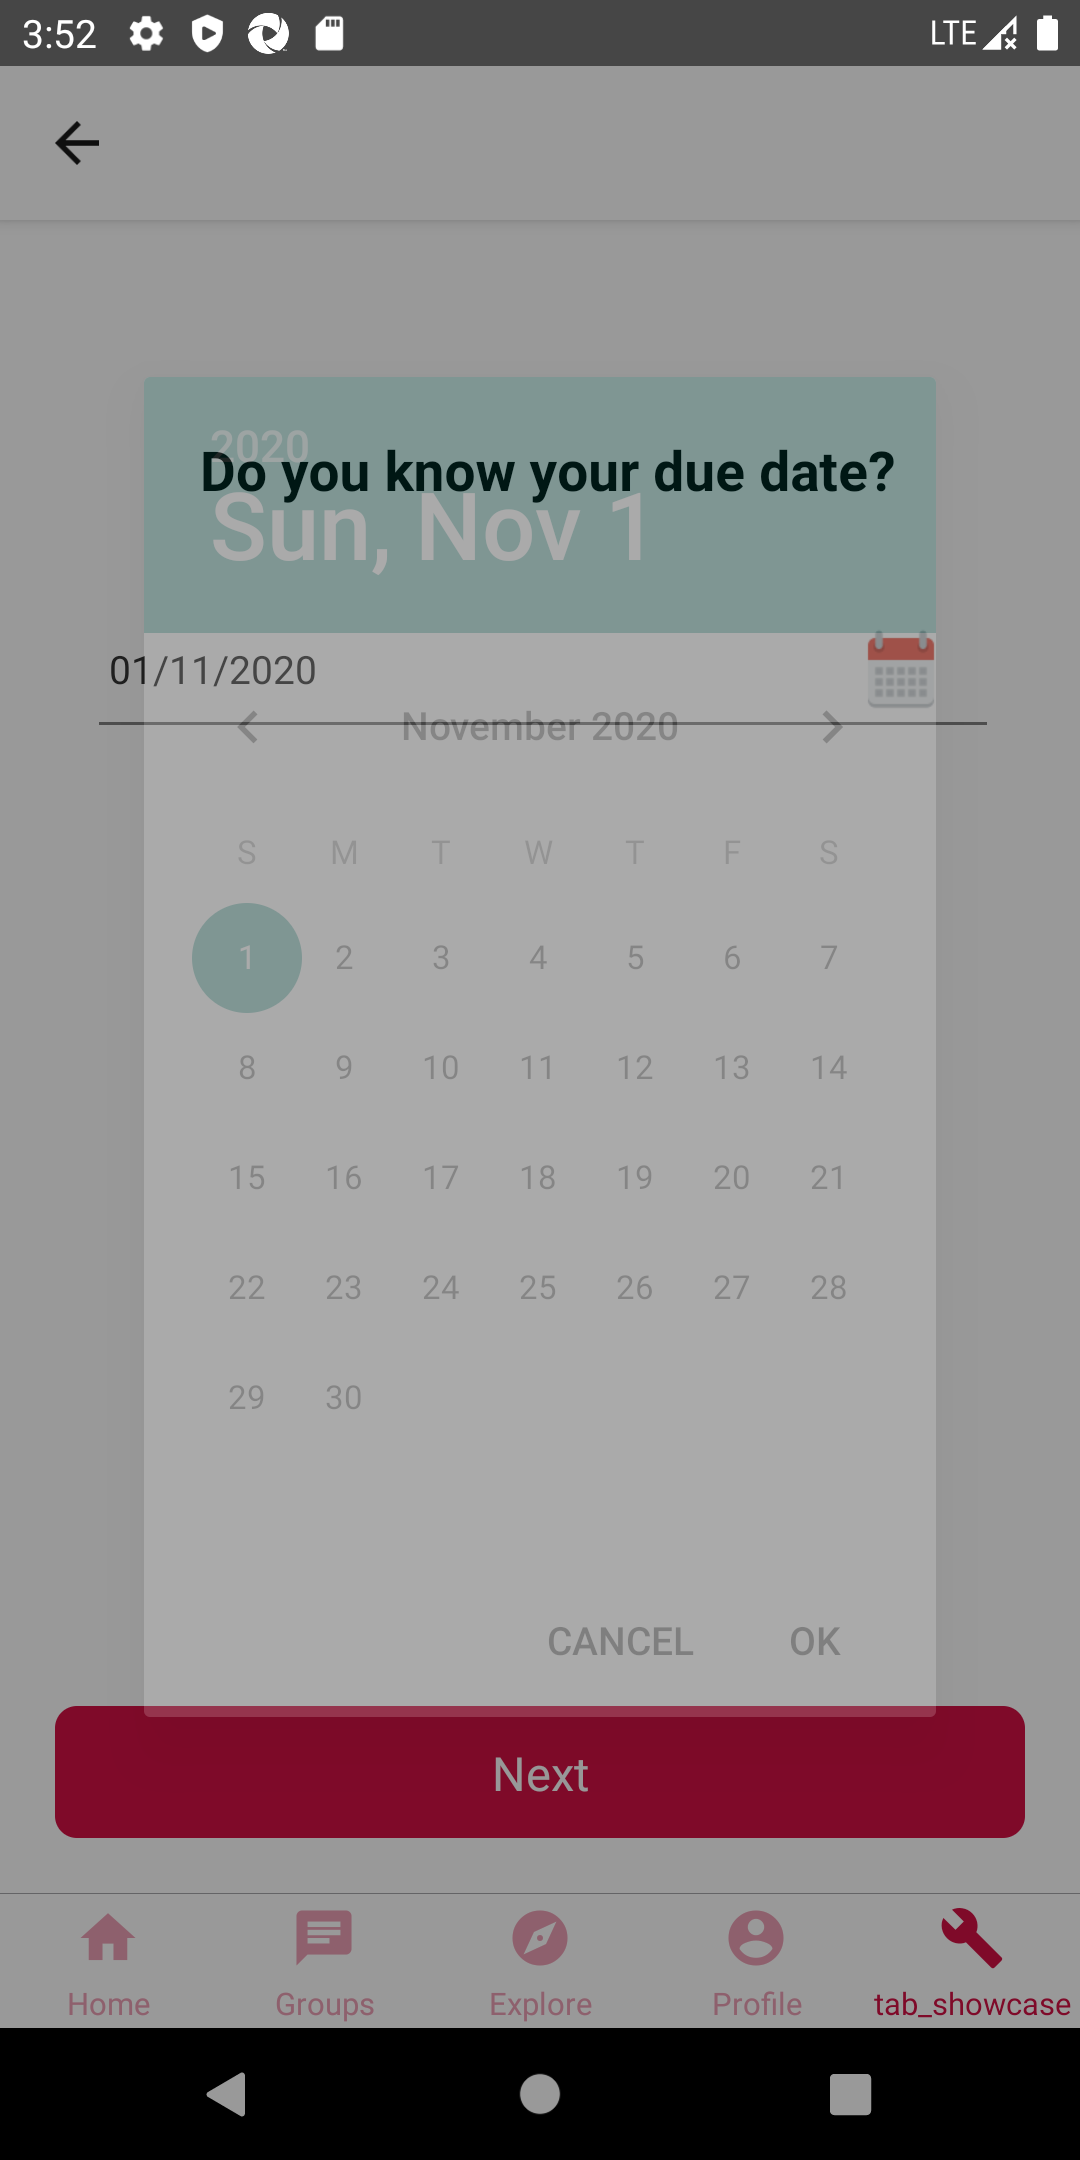 3:52 LTE
2020
Do you know your due date?
Sun, Nov 1
01/11/2020
November 2020
S M T W T F S
1 2 3 4 5 6 7
8 9 10 11 12 13 14
15 16 17 18 19 20 21
22 23 24 25 26 27 28
29 30
CANCEL OK
Next
Home Groups Explore Profile tab_showcase